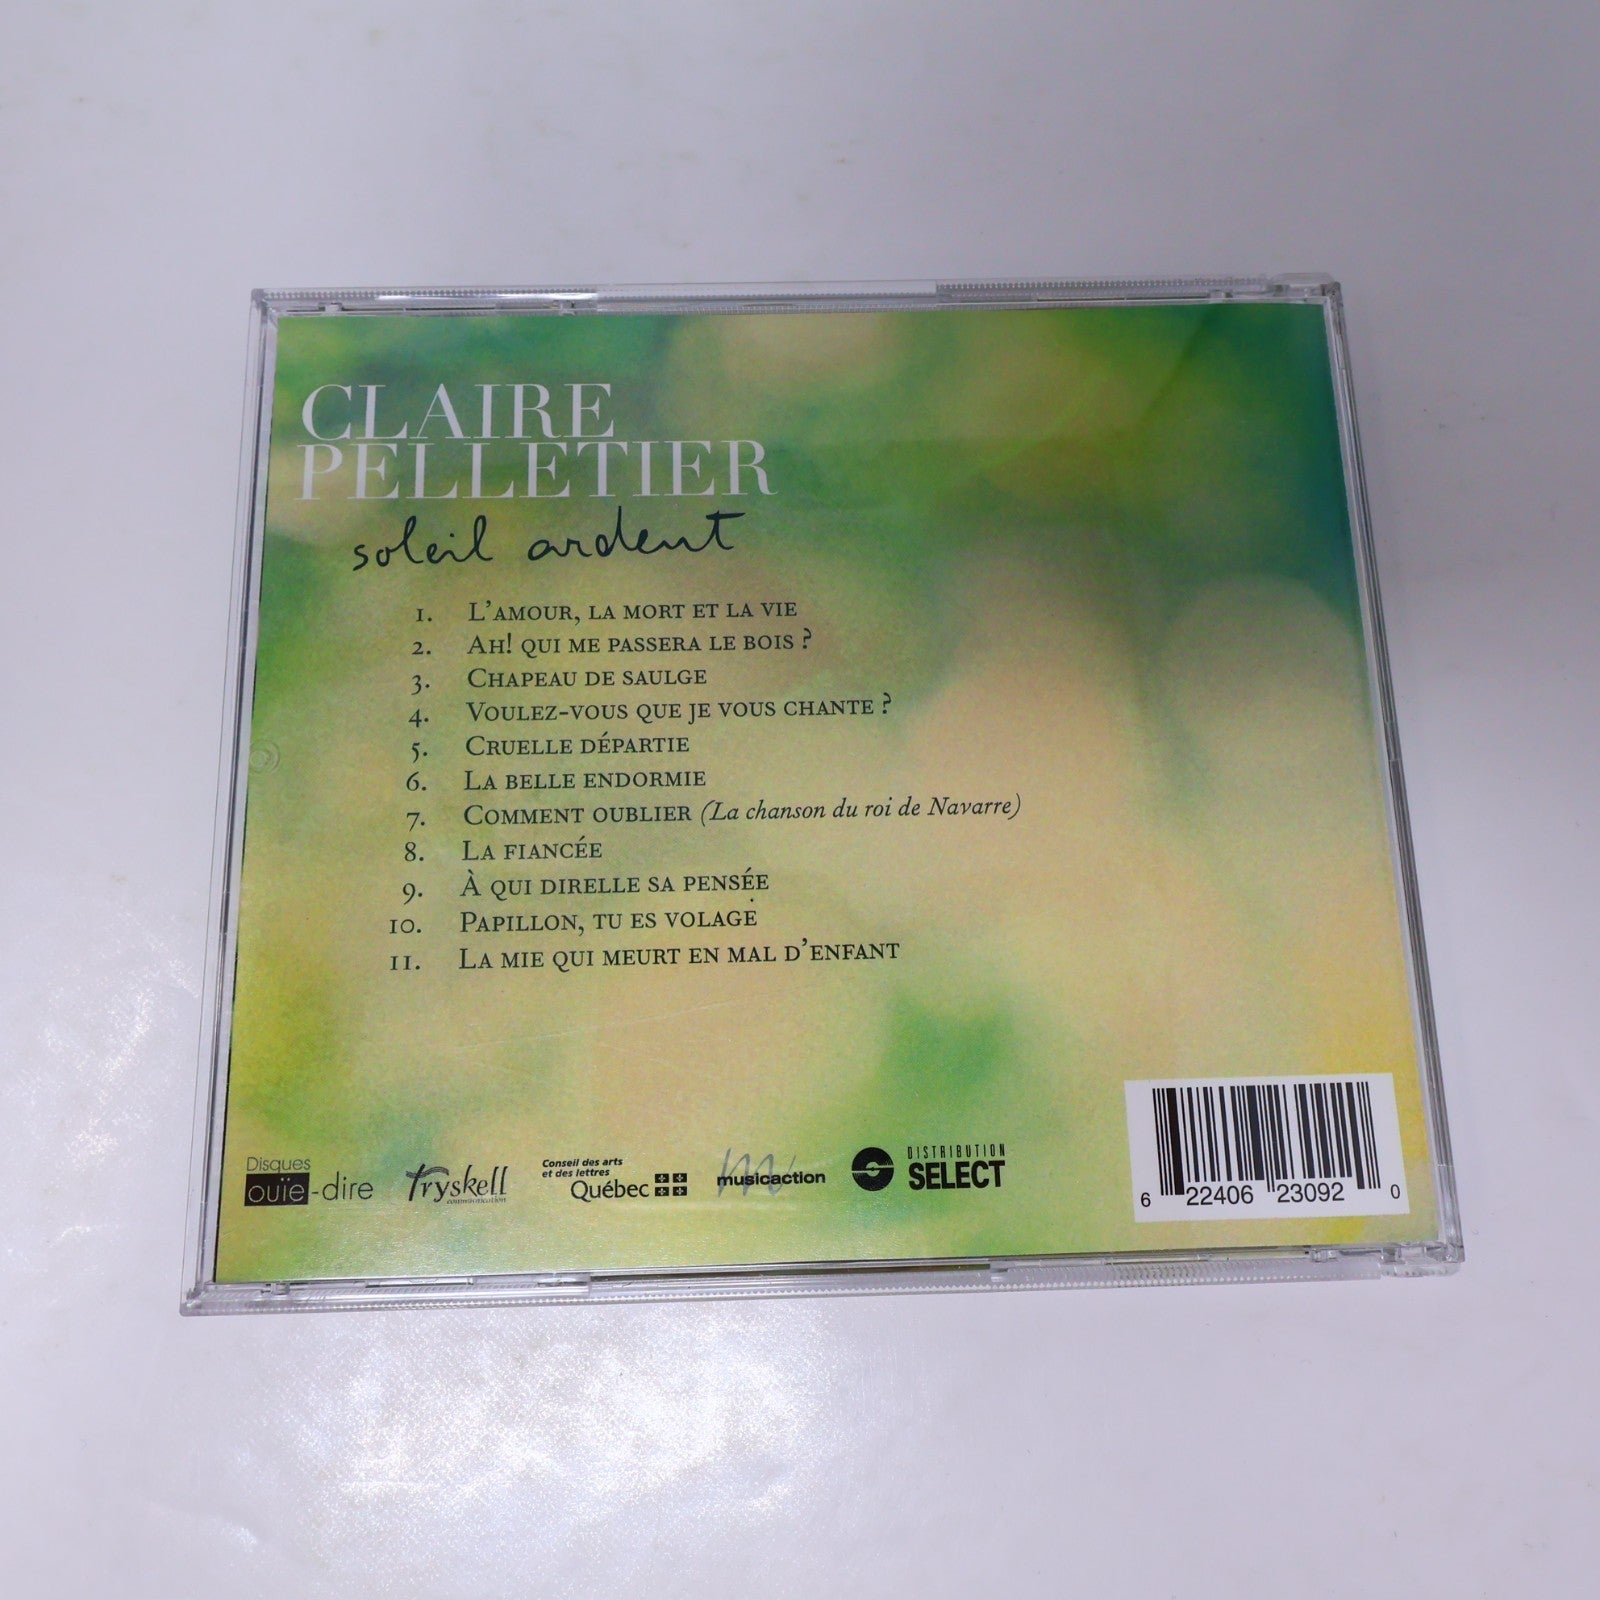 CLAIRE
PELLETIER
soleil ardent
1. L'AMOUR, LA MORT ET LA VIE
2. AH! QUI ME PASSERA LE BOIS ?
3. CHAPEAU DE SAULGE
4. VOULEZ-VOUS QUE JE VOUS CHANTE ?
5. CRUELLE DÉPARTIE
6. LA BELLE ENDORMIE
7. COMMENT OUBLIER (La chanson du roi de Navarre)
8. LA FIANCÉE
9. À QUI DIRELLE SA PENSÉE
10. PAPILLON, TU ES VOLAGE
11. LA MIE QUI MEURT EN MAL D'ENFANT
Disques
ouïe-dire
Tryskell
communication
Conseil des arts
et des lettres
Québec
musicaction
DISTRIBUTION
SELECT
6 22406 23092 0